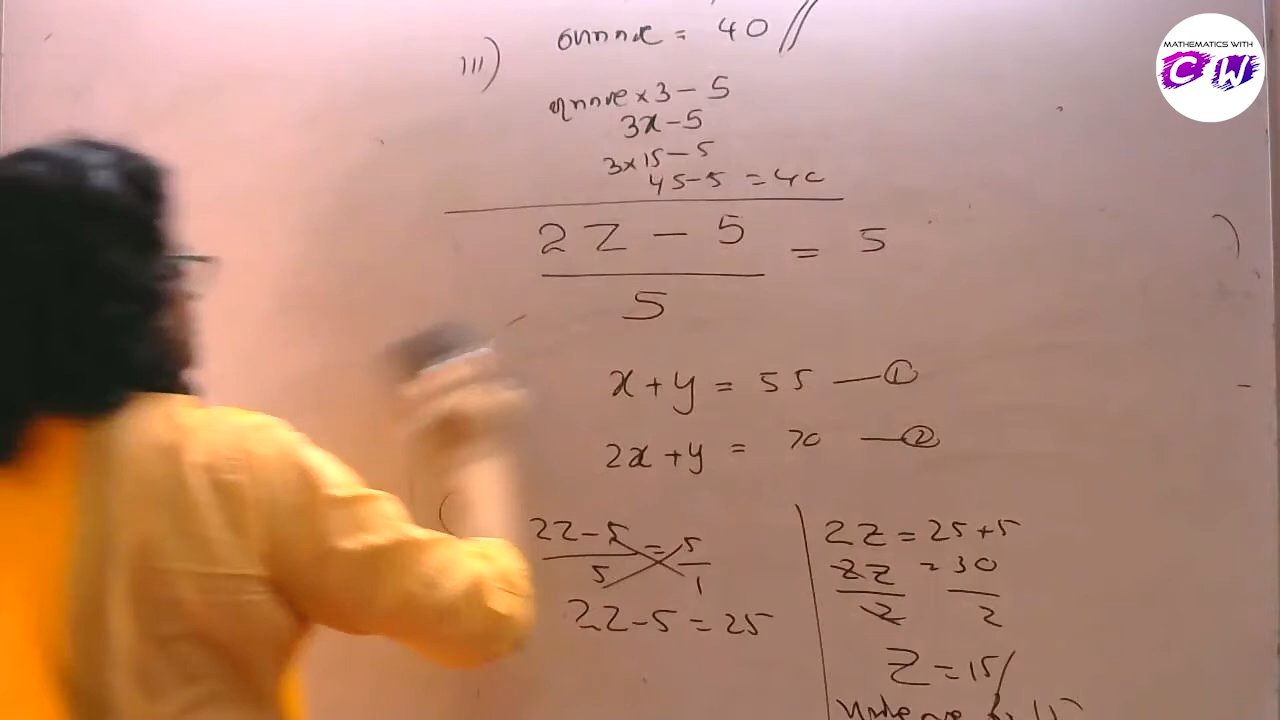 MATHEMATICS WITH
CW
= 40 //
III)
× 3 - 5
3x - 5
3×15 - 5
45 - 5 = 40
2Z - 5 = 5
5
x + y = 55 — ①
2x + y = 70 — ②
2Z - 5 = 5
5 1
2Z - 5 = 25
2Z = 25 + 5
2Z = 30
2 2
Z = 15 /